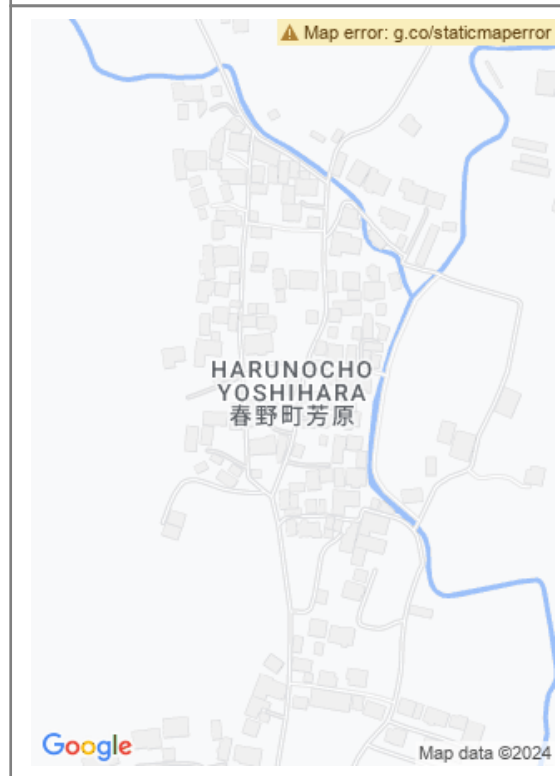 ⚠ Map error: g.co/staticmaperror
HARUNOCHO
YOSHIHARA
春野町芳原
Google
Map data ©2024